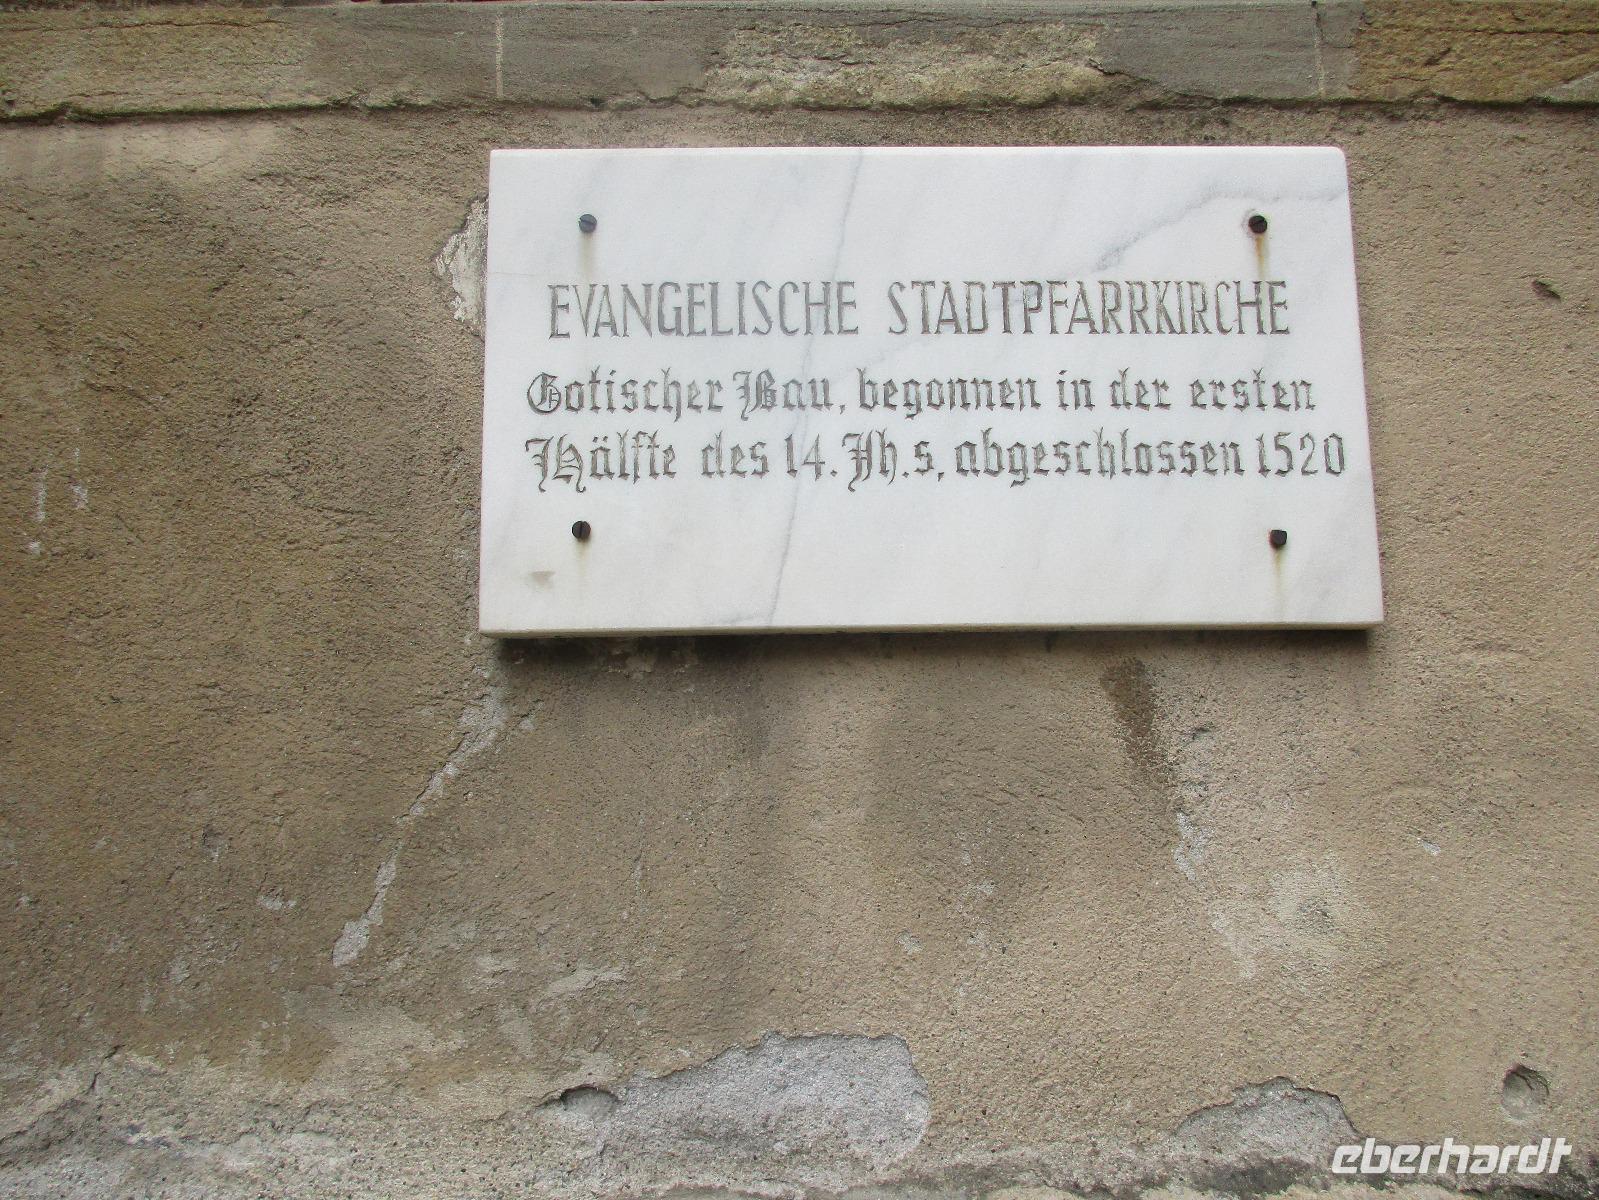 EVANGELISCHE STADTPFARRKIRCHE
Gotischer Bau, begonnen in der ersten
Hälfte des 14. Jh.s, abgeschlossen 1520
eberhardt